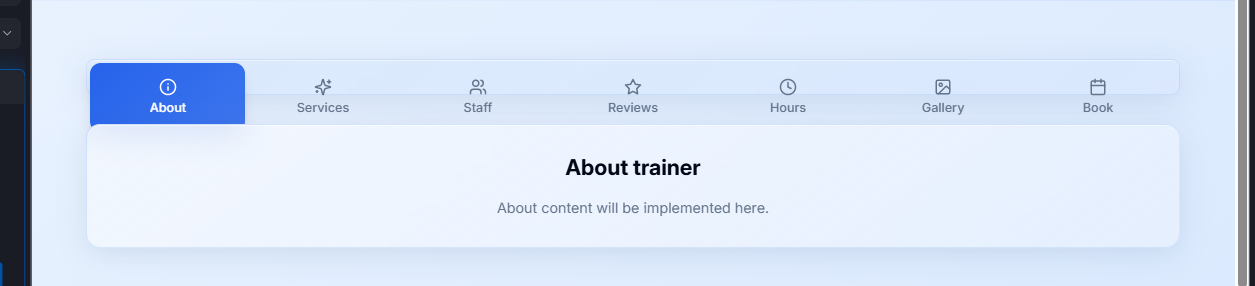 About
Services
Staff
Reviews
Hours
Gallery
Book
About trainer
About content will be implemented here.